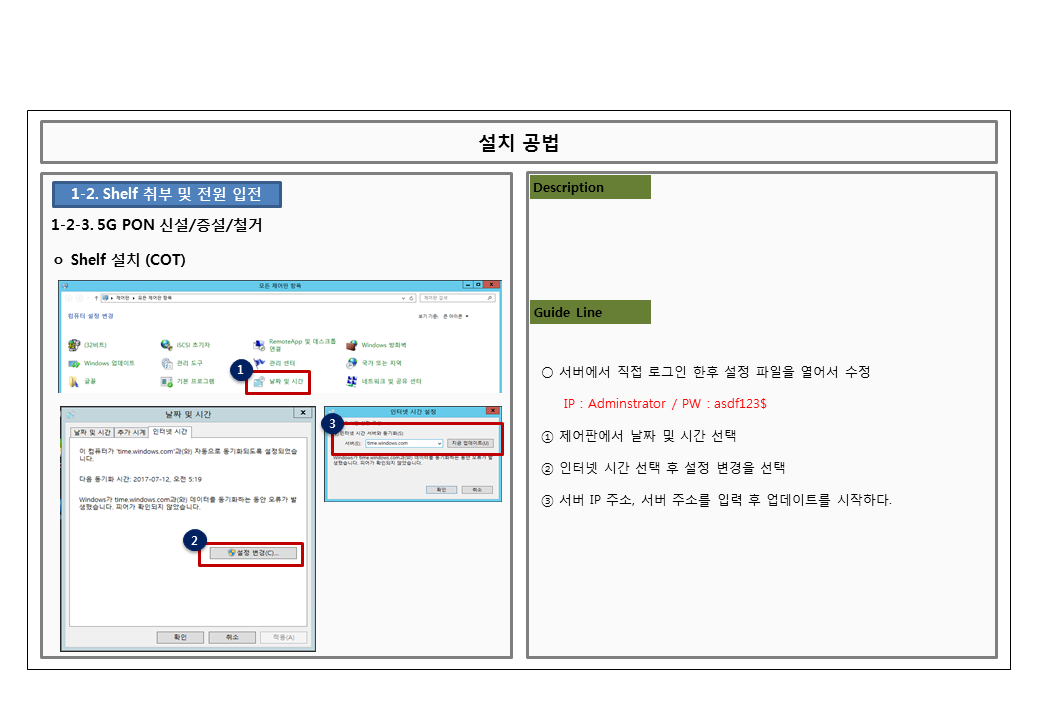 설치 공법
1-2. Shelf 취부 및 전원 입전
1-2-3. 5G PON 신설/증설/철거
ㅇ Shelf 설치 (COT)
모든 제어판 항목
제어판 ▸ 모든 제어판 항목
제어판 검색
컴퓨터 설정 변경
보기 기준: 큰 아이콘
(32비트)
iSCSI 초기자
RemoteApp 및 데스크톱 연결
Windows 방화벽
Windows 업데이트
관리 도구
관리 센터
국가 또는 지역
1
글꼴
기본 프로그램
날짜 및 시간
네트워크 및 공유 센터
날짜 및 시간
날짜 및 시간 추가 시계 인터넷 시간
이 컴퓨터가 'time.windows.com'과(와) 자동으로 동기화되도록 설정되었습
니다.
다음 동기화 시간: 2017-07-12, 오전 5:19
Windows가 time.windows.com과(와) 데이터를 동기화하는 동안 오류가 발
생했습니다. 피어가 확인되지 않았습니다.
2
설정 변경(C)...
확인 취소 적용(A)
인터넷 시간 설정
3
인터넷 시간 서버와 동기화(S)
서버(E): time.windows.com 지금 업데이트(U)
Windows가 time.windows.com과(와) 데이터를 동기화하는 동안 오류가 발
생했습니다. 피어가 확인되지 않았습니다.
확인 취소
Description
Guide Line
○ 서버에서 직접 로그인 한후 설정 파일을 열어서 수정
IP : Adminstrator / PW : asdf123$
① 제어판에서 날짜 및 시간 선택
② 인터넷 시간 선택 후 설정 변경을 선택
③ 서버 IP 주소, 서버 주소를 입력 후 업데이트를 시작하다.